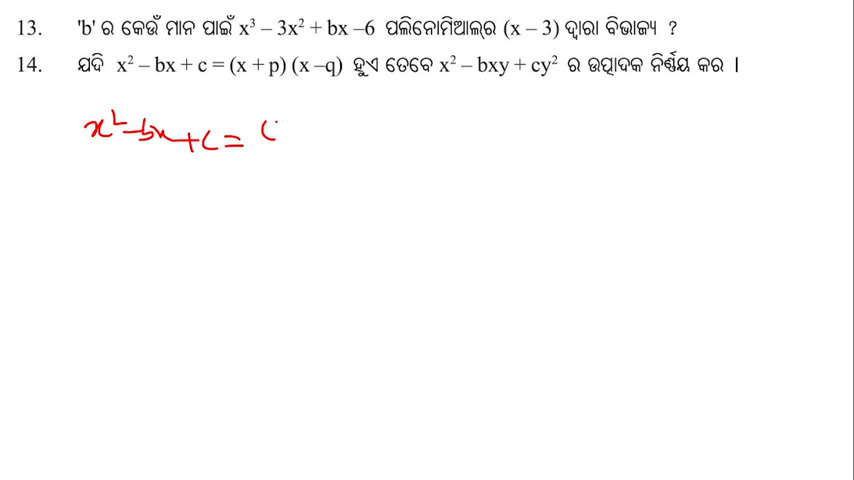 13. 'b' ର କେଉଁ ମାନ ପାଇଁ x³ – 3x² + bx –6 ପଲିନୋମିଆଲ୍‌ର (x – 3) ଦ୍ୱାରା ବିଭାଜ୍ୟ ?
14. ଯଦି x² – bx + c = (x + p) (x –q) ହୁଏ ତେବେ x² – bxy + cy² ର ଉତ୍ପାଦକ ନିର୍ଣ୍ଣୟ କର ।
x² – bx + c = (